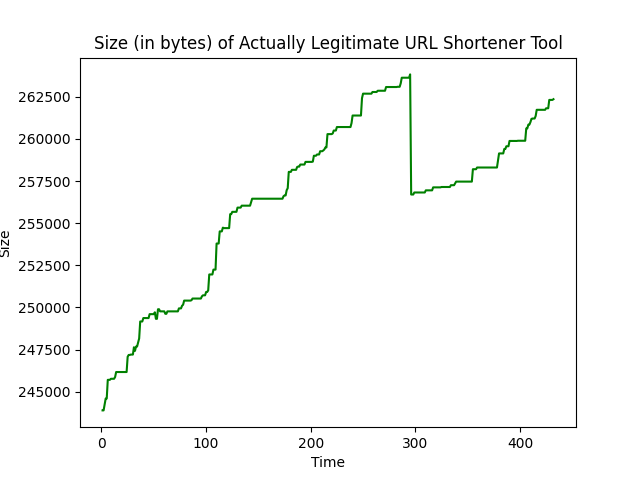 Size (in bytes) of Actually Legitimate URL Shortener Tool
262500
260000
257500
255000
252500
250000
247500
245000
Size
0 100 200 300 400
Time